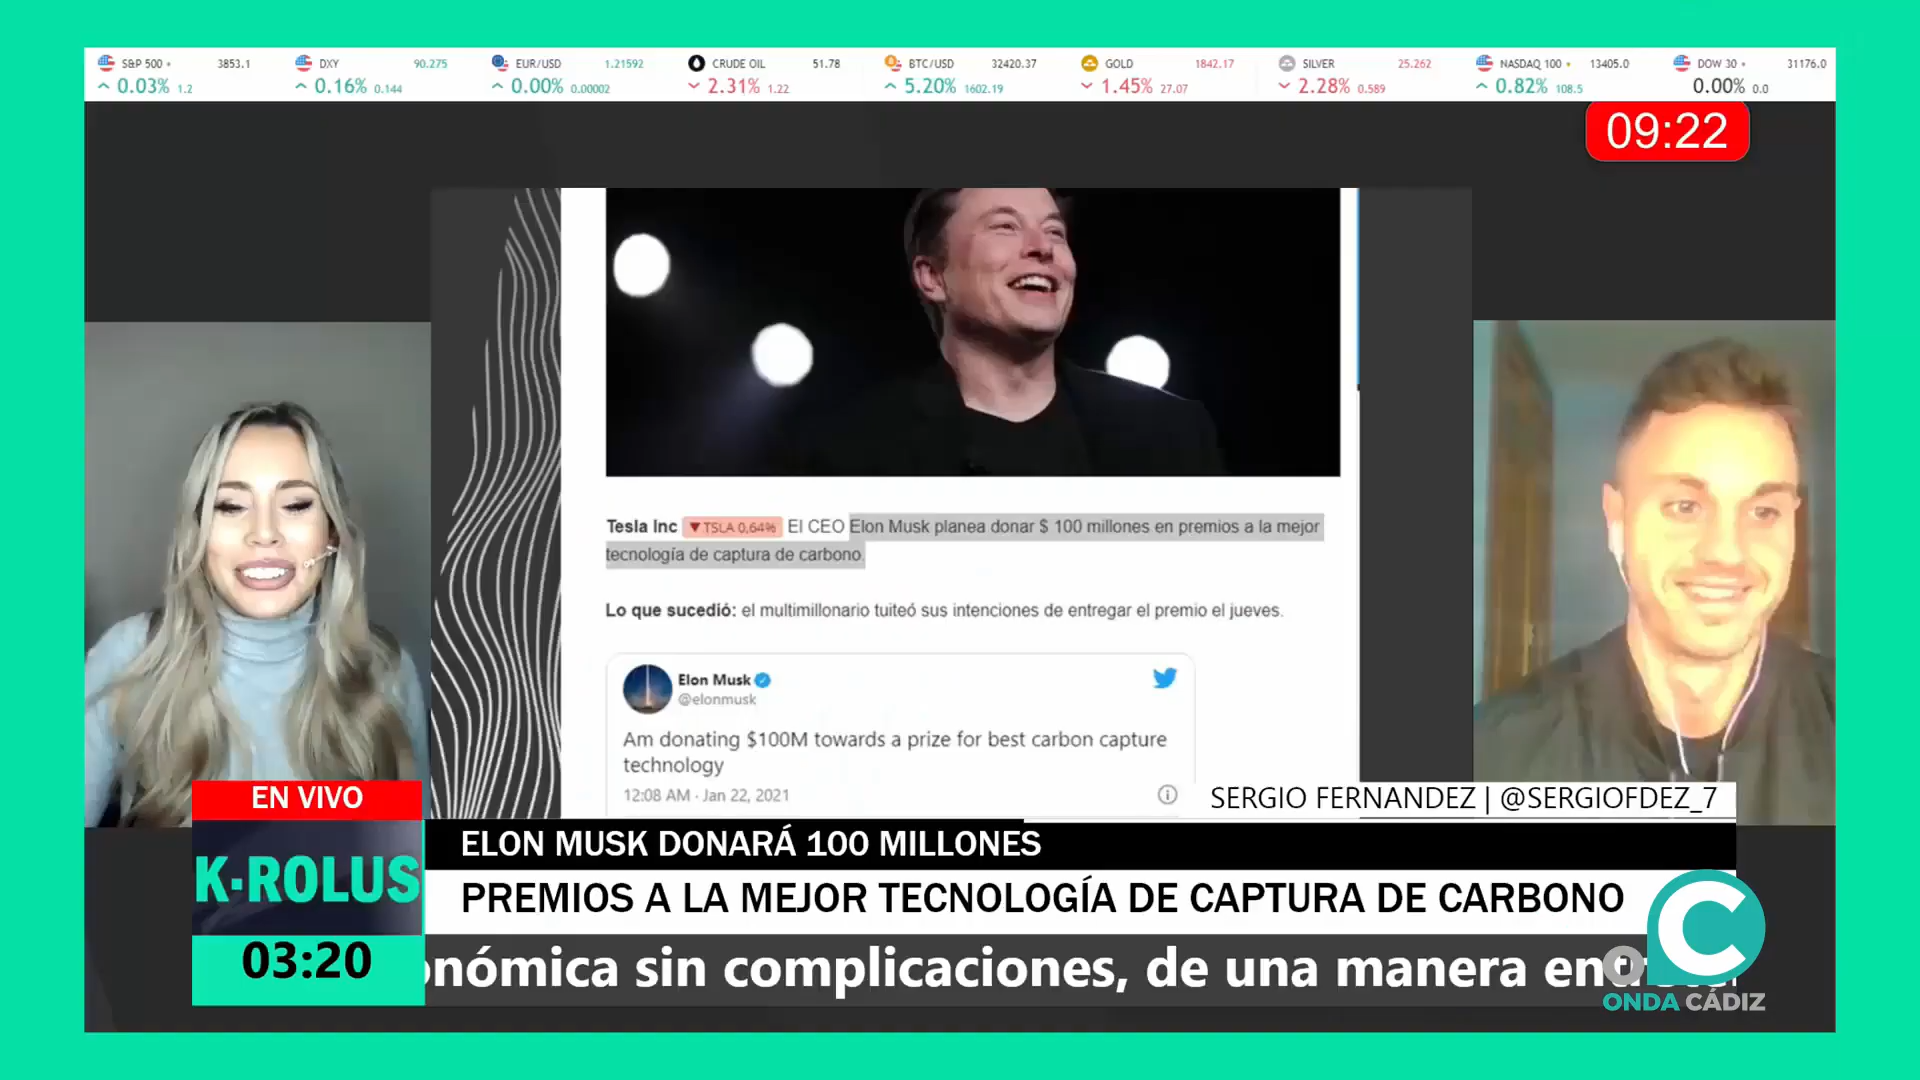 S&P 500 3853.1
0.03% 1.2
DXY 90.275
0.16% 0.144
EUR/USD 1.21592
0.00% 0.00002
CRUDE OIL 51.78
2.31% 1.22
BTC/USD 32420.37
5.20% 1602.19
GOLD 1842.17
1.45% 27.07
SILVER 25.262
2.28% 0.589
NASDAQ 100 13405.0
0.82% 108.5
DOW 30 31176.0
0.00% 0.0
09:22
Tesla Inc ▼TSLA 0,64% El CEO Elon Musk planea donar $ 100 millones en premios a la mejor
tecnología de captura de carbono.
Lo que sucedió: el multimillonario tuiteó sus intenciones de entregar el premio el jueves.
Elon Musk
@elonmusk
Am donating $100M towards a prize for best carbon capture
technology
12:08 AM · Jan 22, 2021
SERGIO FERNANDEZ | @SERGIOFDEZ_7
EN VIVO
K-ROLUS
03:20
ELON MUSK DONARÁ 100 MILLONES
PREMIOS A LA MEJOR TECNOLOGÍA DE CAPTURA DE CARBONO
onómica sin complicaciones, de una manera
ONDA CÁDIZ